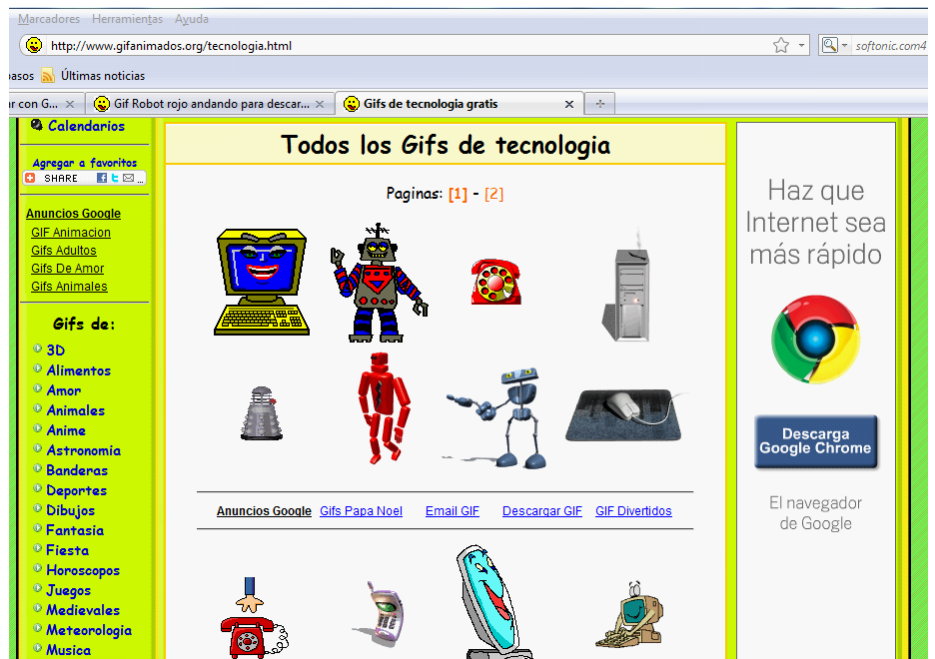 Marcadores Herramientas Ayuda
http://www.gifanimados.org/tecnologia.html
softonic.com4
Últimas noticias
Gif Robot rojo andando para descar...
Gifs de tecnologia gratis
Calendarios
Agregar a favoritos
SHARE
Anuncios Google
GIF Animacion
Gifs Adultos
Gifs De Amor
Gifs Animales
Gifs de:
3D
Alimentos
Amor
Animales
Anime
Astronomia
Banderas
Deportes
Dibujos
Fantasia
Fiesta
Horoscopos
Juegos
Medievales
Meteorologia
Musica
Todos los Gifs de tecnologia
Paginas: [1] - [2]
Anuncios Google Gifs Papa Noel Email GIF Descargar GIF GIF Divertidos
Haz que
Internet sea
más rápido
Descarga
Google Chrome
El navegador
de Google